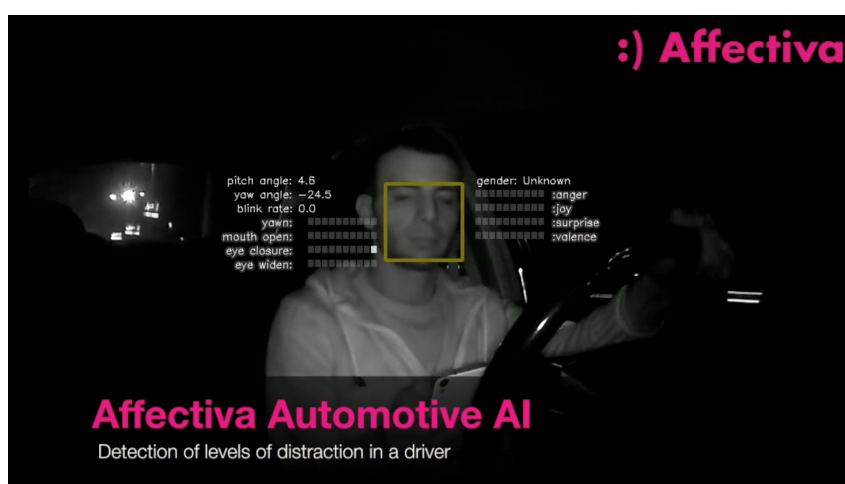 :) Affectiva
pitch angle: 4.6
yaw angle: -24.5
blink rate: 0.0
yawn:
mouth open:
eye closure:
eye widen:
gender: Unknown
:anger
:joy
:surprise
:valence
Affectiva Automotive AI
Detection of levels of distraction in a driver